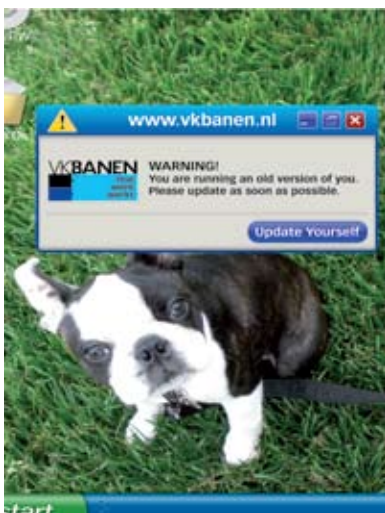 www.vkbanen.nl
VKBANEN
WARNING!
You are running an old version of you.
Please update as soon as possible.
Update Yourself
start